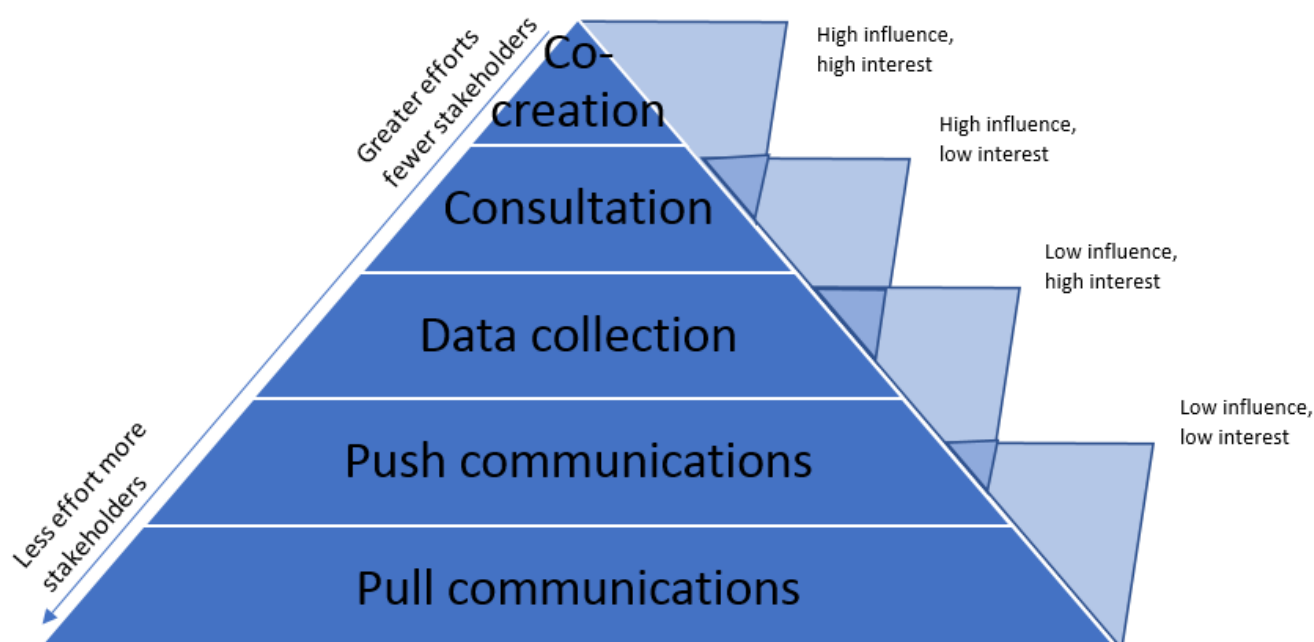 Greater efforts
fewer stakeholders
Co-
creation
High influence,
high interest
High influence,
low interest
Consultation
Low influence,
high interest
Data collection
Low influence,
low interest
Push communications
Less effort more
stakeholders
Pull communications